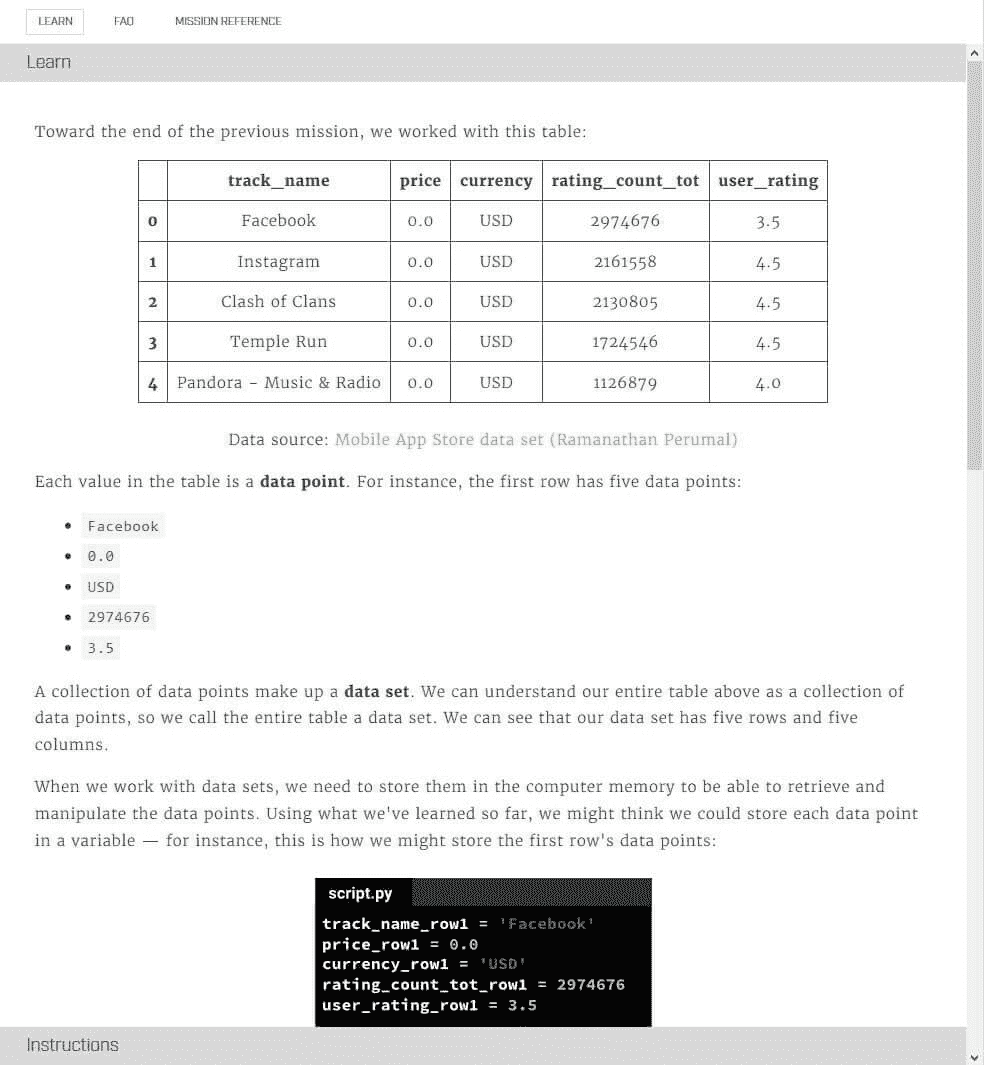 LEARN FAQ MISSION REFERENCE
Learn
Toward the end of the previous mission, we worked with this table:
track_name price currency rating_count_tot user_rating
0 Facebook 0.0 USD 2974676 3.5
1 Instagram 0.0 USD 2161558 4.5
2 Clash of Clans 0.0 USD 2130805 4.5
3 Temple Run 0.0 USD 1724546 4.5
4 Pandora - Music & Radio 0.0 USD 1126879 4.0
Data source: Mobile App Store data set (Ramanathan Perumal)
Each value in the table is a data point. For instance, the first row has five data points:
• Facebook
• 0.0
• USD
• 2974676
• 3.5
A collection of data points make up a data set. We can understand our entire table above as a collection of
data points, so we call the entire table a data set. We can see that our data set has five rows and five
columns.
When we work with data sets, we need to store them in the computer memory to be able to retrieve and
manipulate the data points. Using what we've learned so far, we might think we could store each data point
in a variable — for instance, this is how we might store the first row's data points:
script.py
track_name_row1 = 'Facebook'
price_row1 = 0.0
currency_row1 = 'USD'
rating_count_tot_row1 = 2974676
user_rating_row1 = 3.5
Instructions